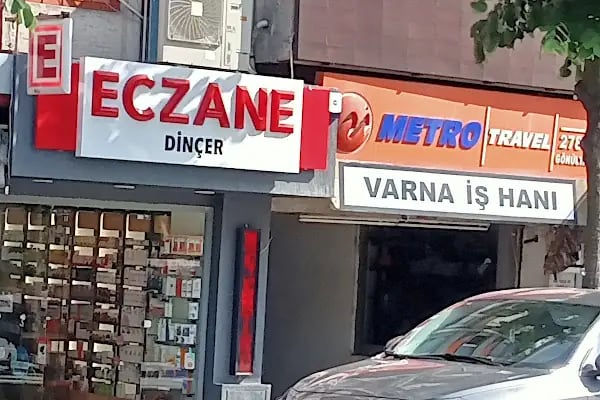 E
ECZANE
DİNÇER
METRO TRAVEL
VARNA İŞ HANI